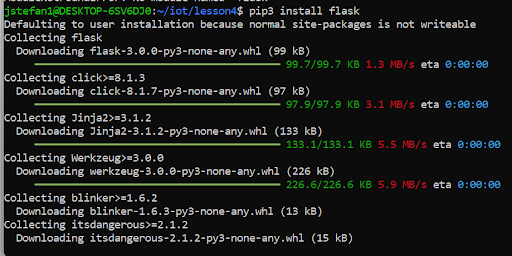 jstefan1@DESKTOP-6SV6DJ0:~/iot/lesson4$ pip3 install flask
Defaulting to user installation because normal site-packages is not writeable
Collecting flask
Downloading flask-3.0.0-py3-none-any.whl (99 kB)
99.7/99.7 KB 1.3 MB/s eta 0:00:00
Collecting click>=8.1.3
Downloading click-8.1.7-py3-none-any.whl (97 kB)
97.9/97.9 KB 3.1 MB/s eta 0:00:00
Collecting Jinja2>=3.1.2
Downloading Jinja2-3.1.2-py3-none-any.whl (133 kB)
133.1/133.1 KB 5.5 MB/s eta 0:00:00
Collecting Werkzeug>=3.0.0
Downloading werkzeug-3.0.0-py3-none-any.whl (226 kB)
226.6/226.6 KB 5.9 MB/s eta 0:00:00
Collecting blinker>=1.6.2
Downloading blinker-1.6.3-py3-none-any.whl (13 kB)
Collecting itsdangerous>=2.1.2
Downloading itsdangerous-2.1.2-py3-none-any.whl (15 kB)